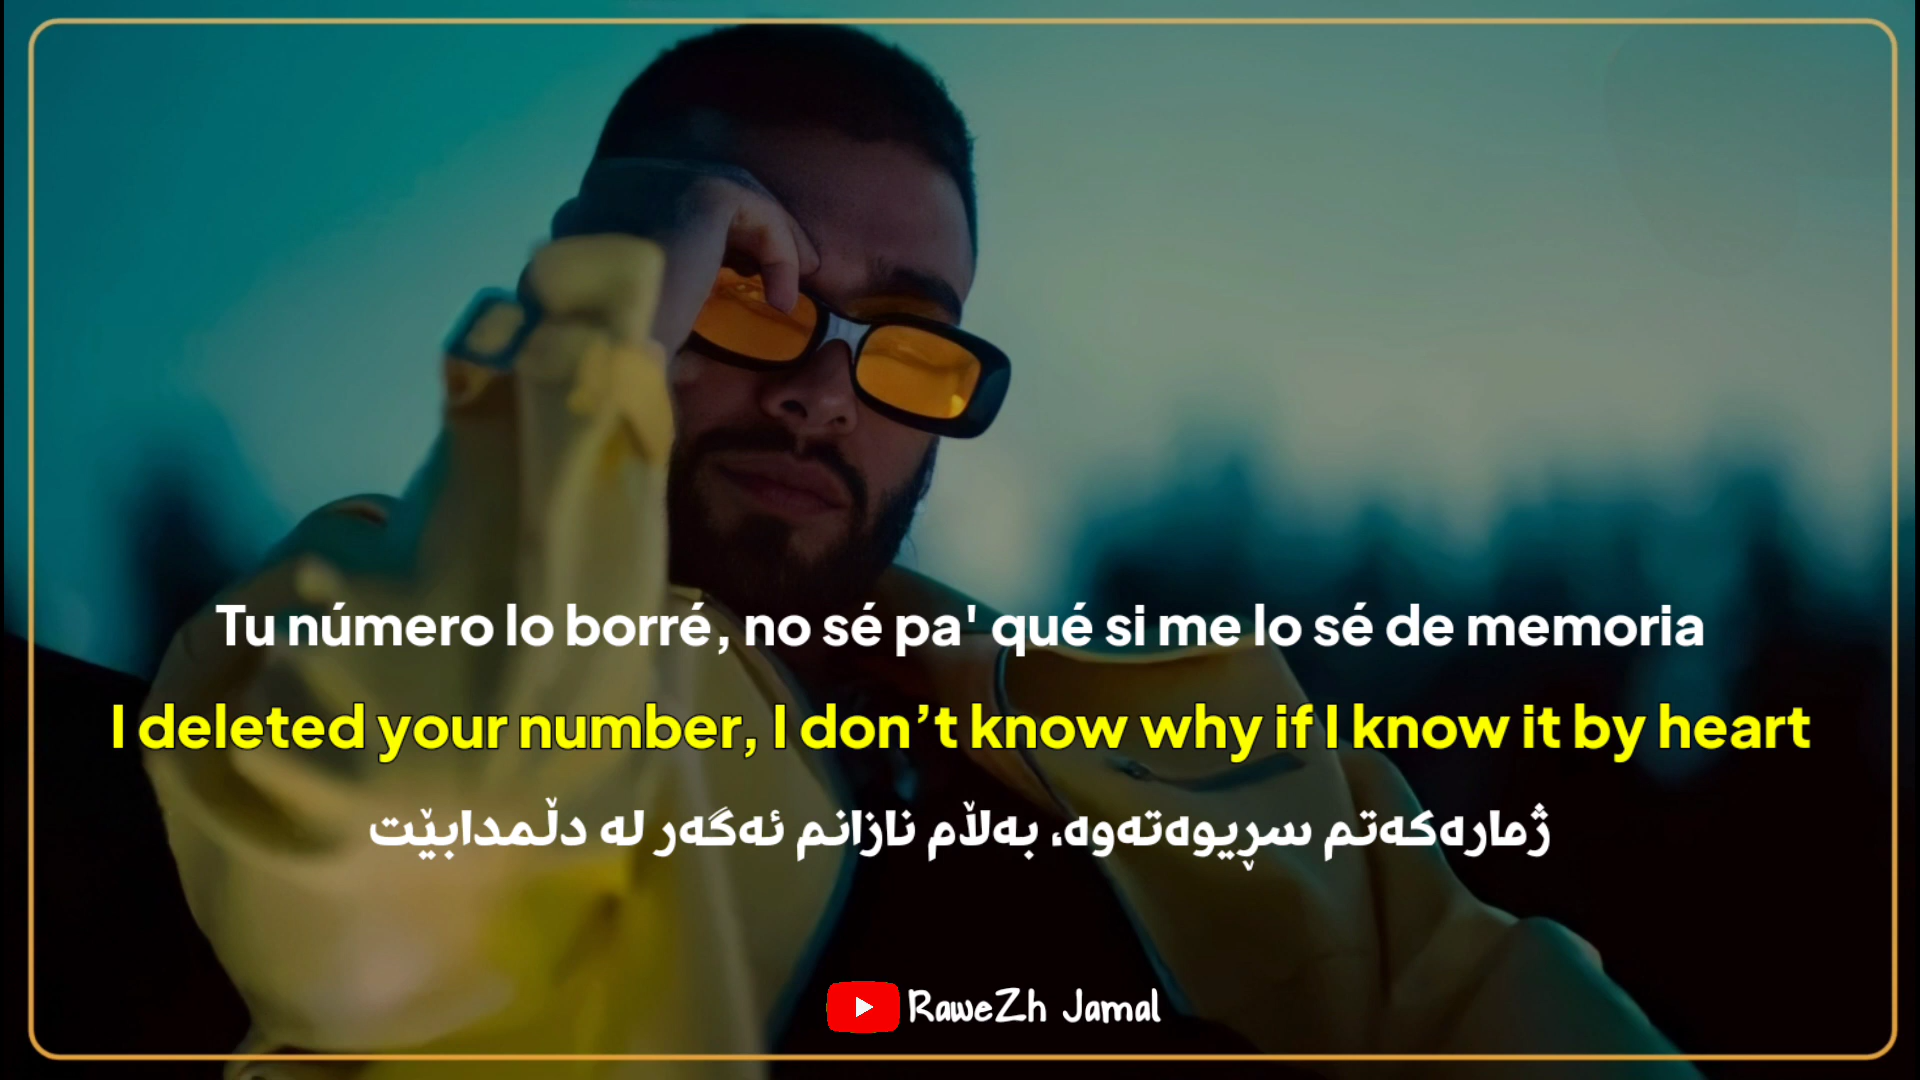 Tu número lo borré, no sé pa' qué si me lo sé de memoria
I deleted your number, I don’t know why if I know it by heart
ژمارەکەتم سڕیوەتەوە، بەڵام نازانم ئەگەر لە دڵمدابێت
RaweZh Jamal